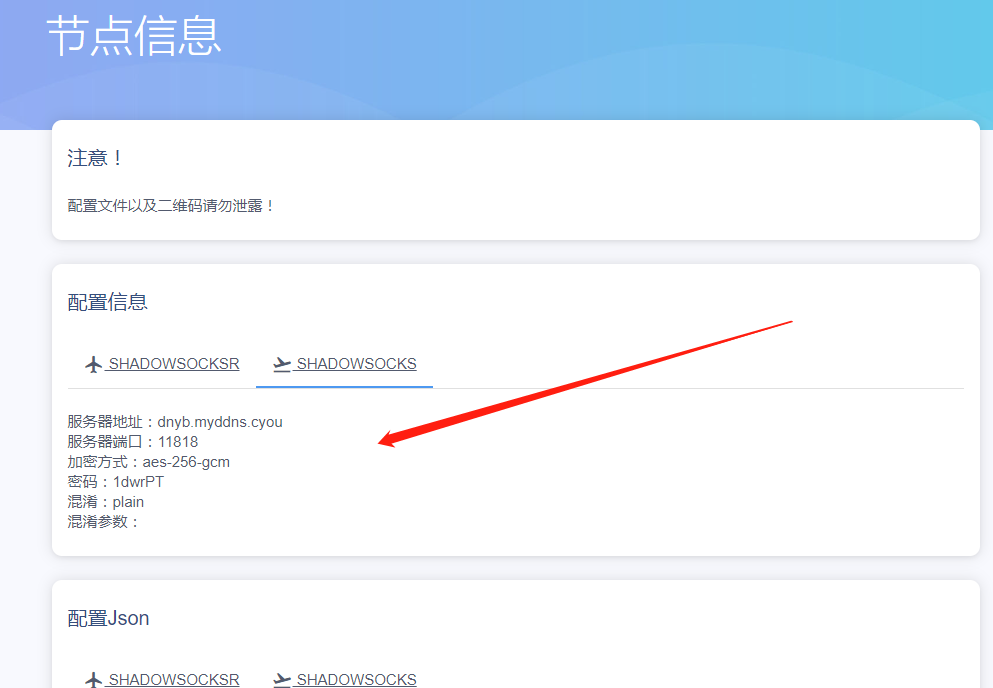 节点信息
注意！
配置文件以及二维码请勿泄露！
配置信息
SHADOWSOCKSR SHADOWSOCKS
服务器地址：dnyb.myddns.cyou
服务器端口：11818
加密方式：aes-256-gcm
密码：1dwrPT
混淆：plain
混淆参数：
配置Json
SHADOWSOCKSR SHADOWSOCKS